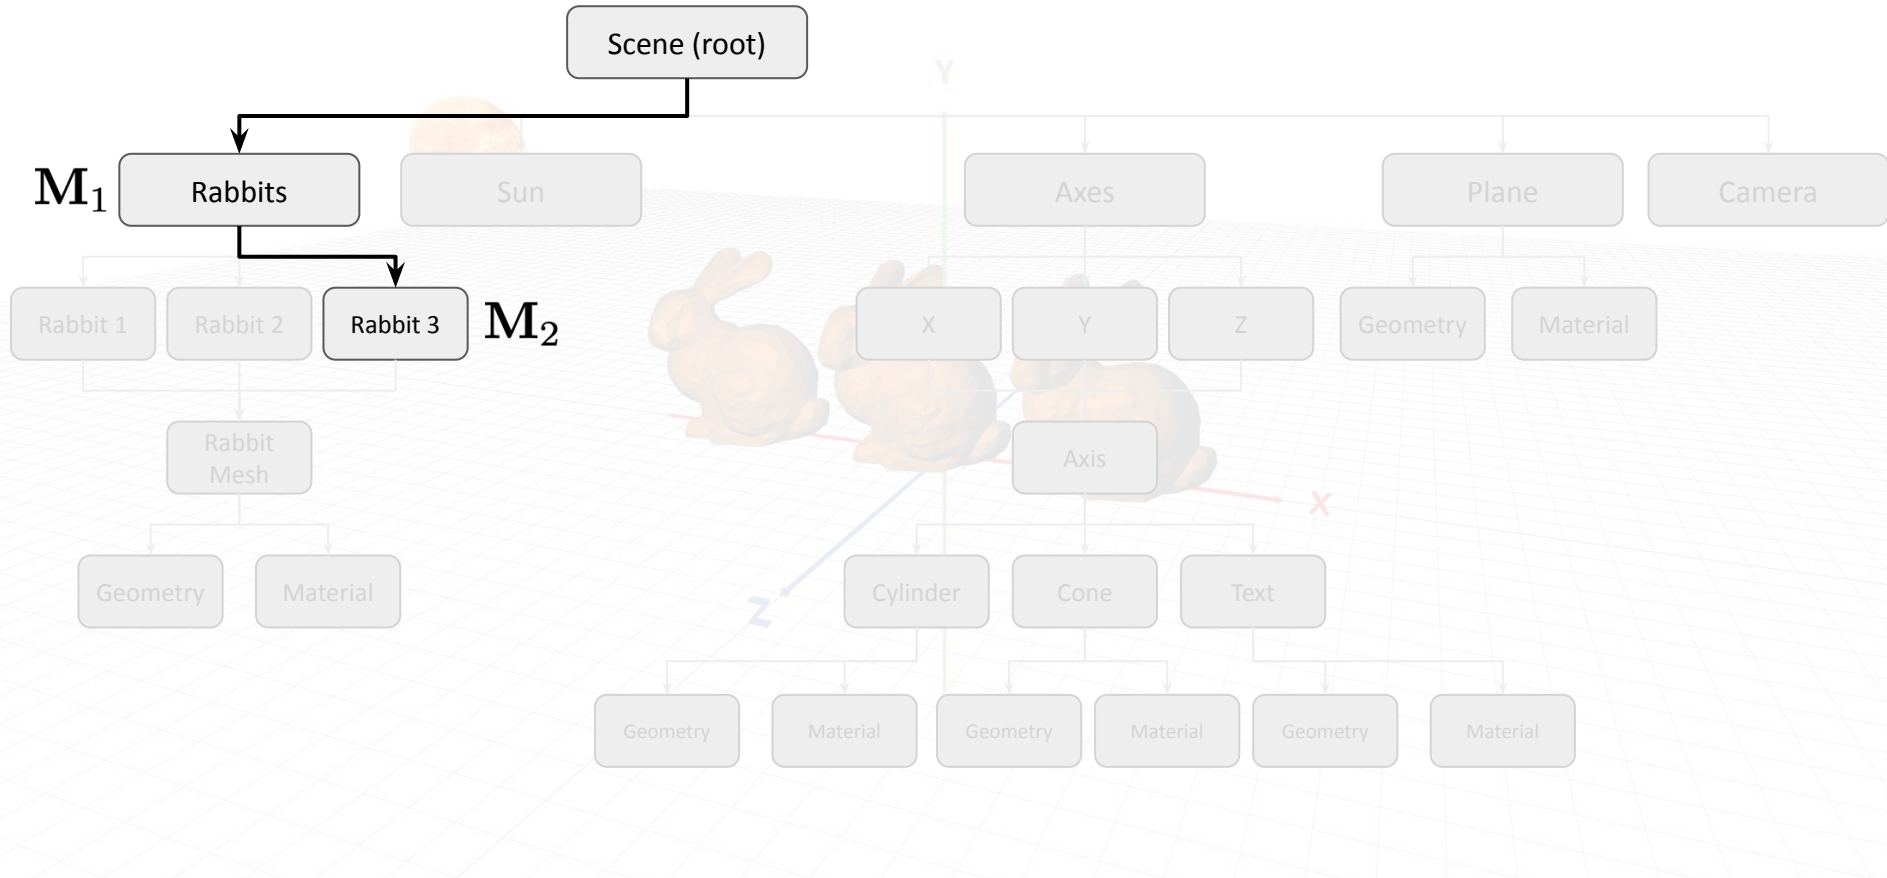 Scene (root)
Y
M1
Rabbits
Sun
Axes
Plane
Camera
Rabbit 1
Rabbit 2
Rabbit 3
M2
X
Y
Z
Geometry
Material
Rabbit
Mesh
Axis
X
Geometry
Material
Cylinder
Cone
Text
Z
Geometry
Material
Geometry
Material
Geometry
Material